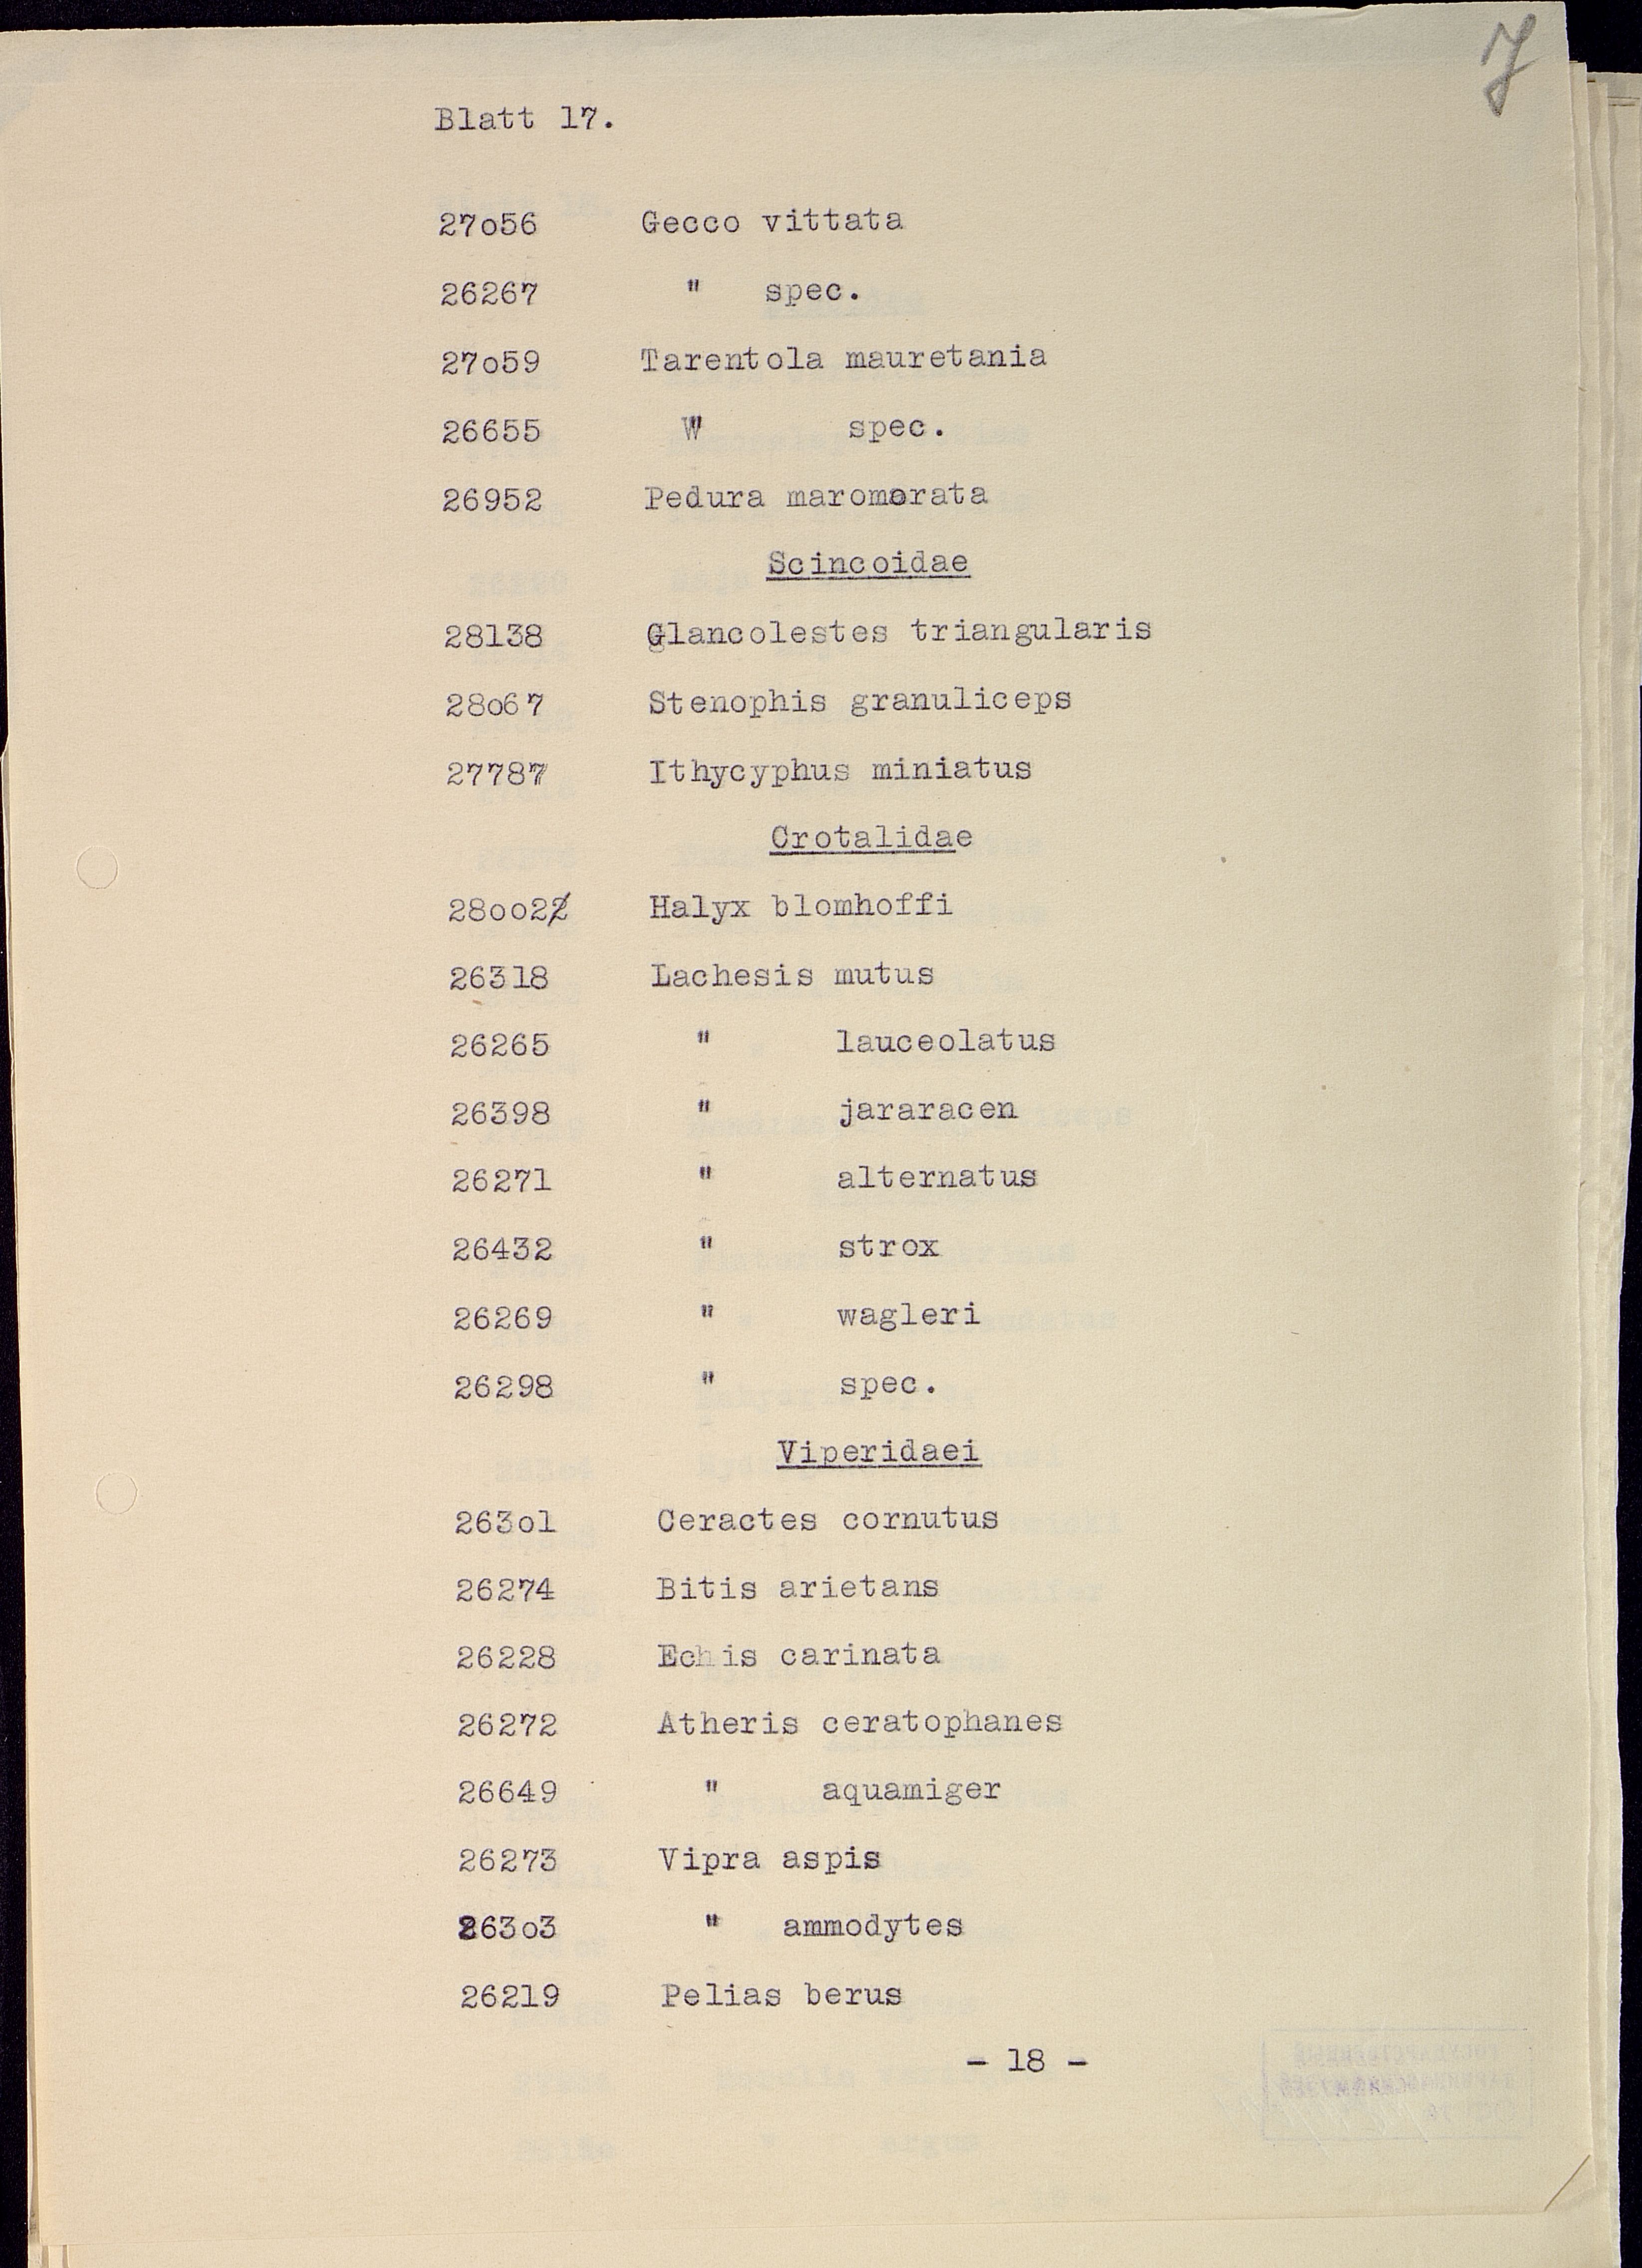 7
Blatt 17.
27o56 Gecco vittata
26267 " spec.
27o59 Tarentola mauretania
26655 " spec.
26952 Pedura maromorata
Scincoidae
28138 Glancolestes triangularis
28o67 Stenophis granuliceps
27787 Ithycyphus miniatus
Crotalidae
28oo22 Halyx blomhoffi
26318 Lachesis mutus
26265 " lauceolatus
26398 " jararacen
26271 " alternatus
26432 " strox
26269 " wagleri
26298 " spec.
Viperidaei
263o1 Ceractes cornutus
26274 Bitis arietans
26228 Echis carinata
26272 Atheris ceratophanes
26649 " aquamiger
26273 Vipra aspis
263o3 " ammodytes
26219 Pelias berus
- 18 -